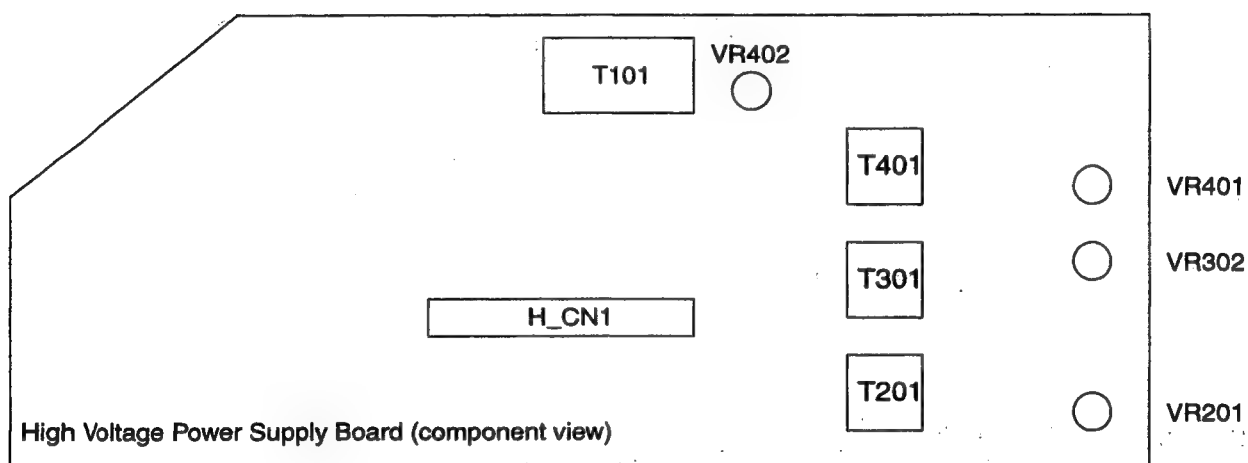 VR402
T101
T401
VR401
VR302
T301
H_CN1
T201
VR201
High Voltage Power Supply Board (component view)